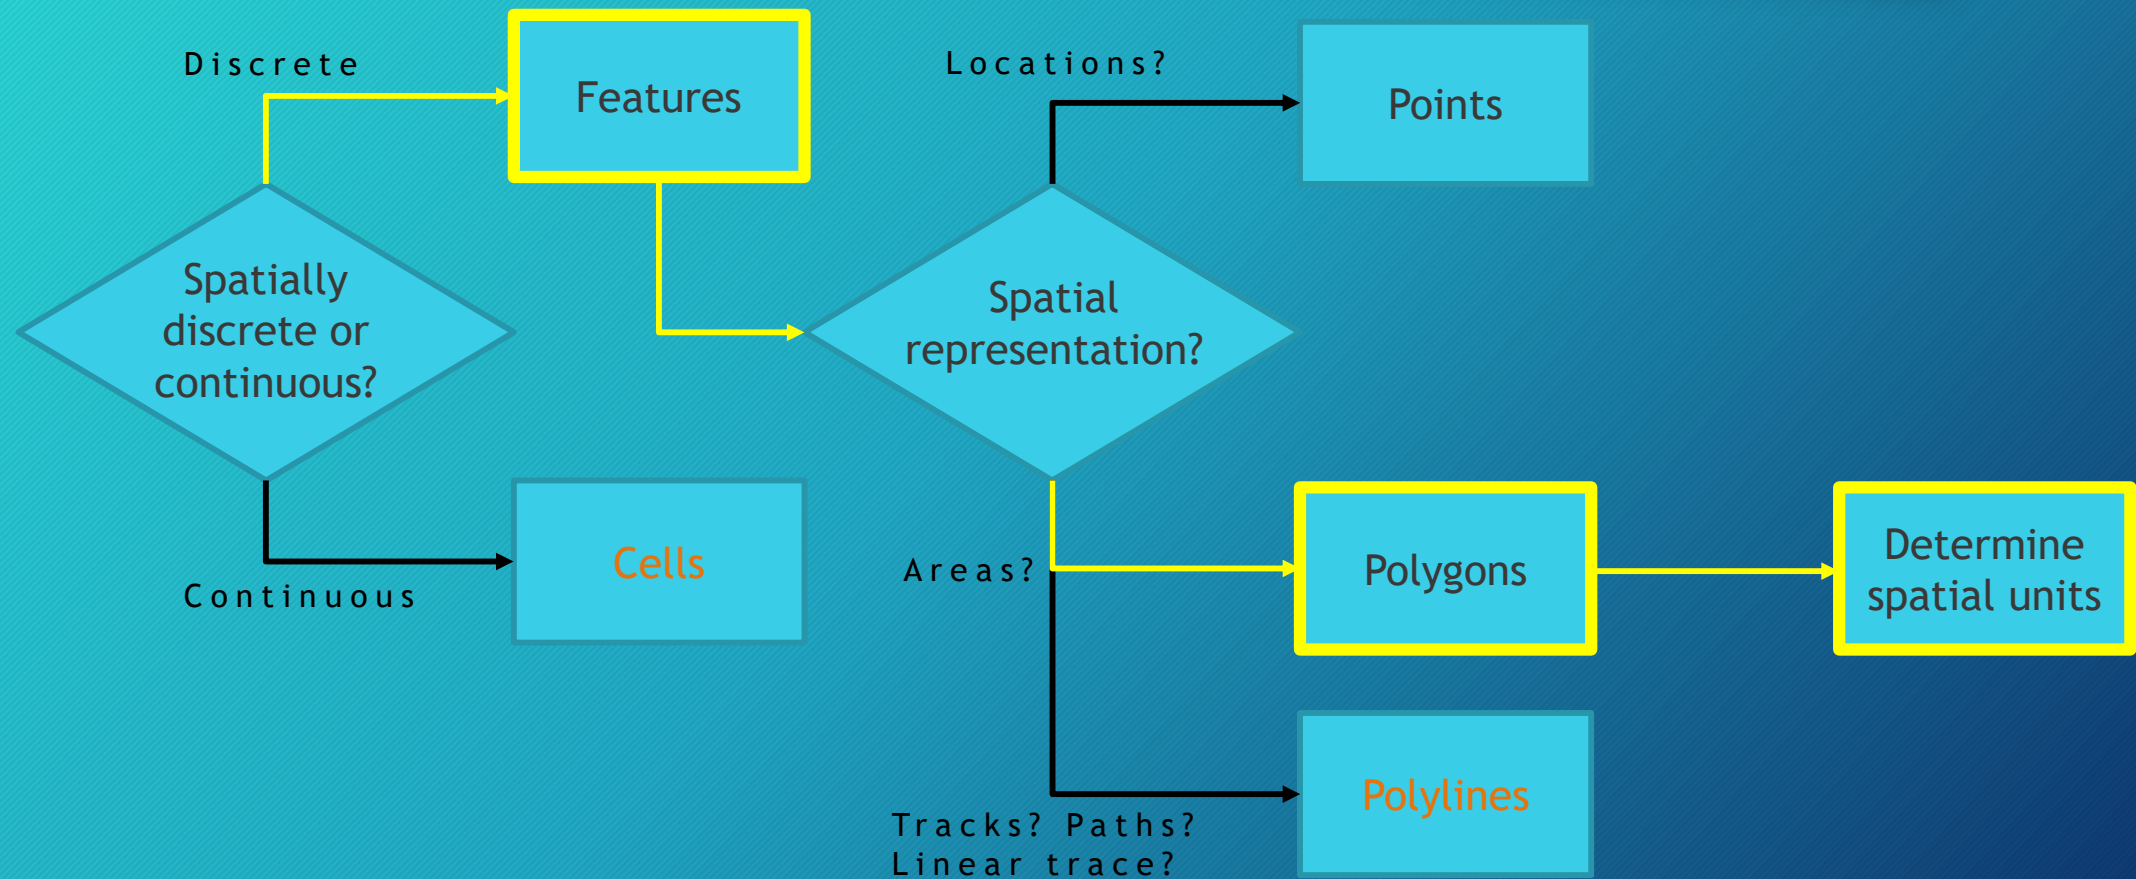 Discrete
Features
Spatially
discrete or
continuous?
Continuous
Cells
Locations?
Points
Spatial
representation?
Areas?
Polygons
Determine
spatial units
Tracks? Paths?
Linear trace?
Polylines